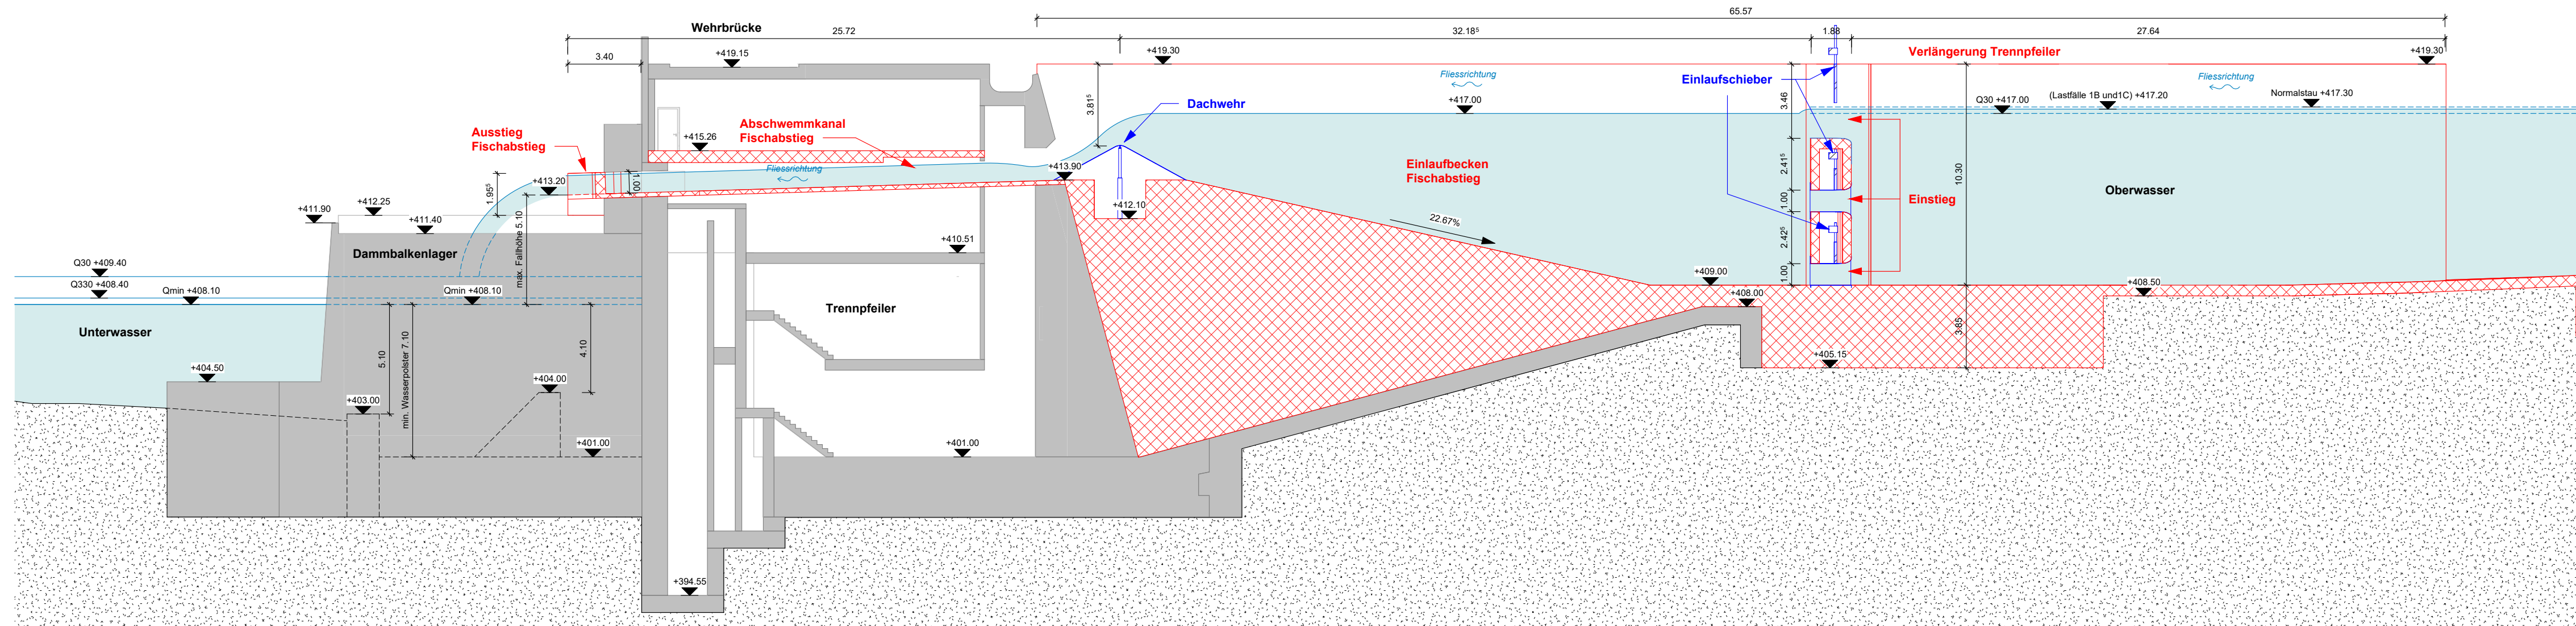 65.57
Wehrbrücke
25.72
32.18⁵
1.88
27.64
3.40
+419.15
+419.30
Verlängerung Trennpfeiler
+419.30
Fliessrichtung
Einlaufschieber
Fliessrichtung
3.81⁵
Dachwehr
+417.00
3.46
Q30 +417.00
(Lastfälle 1B und1C) +417.20
Normalstau +417.30
Ausstieg
Fischabstieg
Abschwemmkanal
Fischabstieg
+415.26
+413.90
Fliessrichtung
Einlaufbecken
Fischabstieg
2.41⁵
10.30
1.95⁵
+413.20
1.00
Oberwasser
1.00
Einstieg
+411.90
+412.25
+411.40
+412.10
22.67%
max. Fallhöhe 5.10
Dammbalkenlager
+410.51
2.42⁵
Q30 +409.40
Q330 +408.40
Qmin +408.10
Qmin +408.10
+409.00
1.00
+408.00
+408.50
Unterwasser
Trennpfeiler
3.85
5.10
min. Wasserpolster 7.10
4.10
+405.15
+404.50
+404.00
+403.00
+401.00
+401.00
+394.55